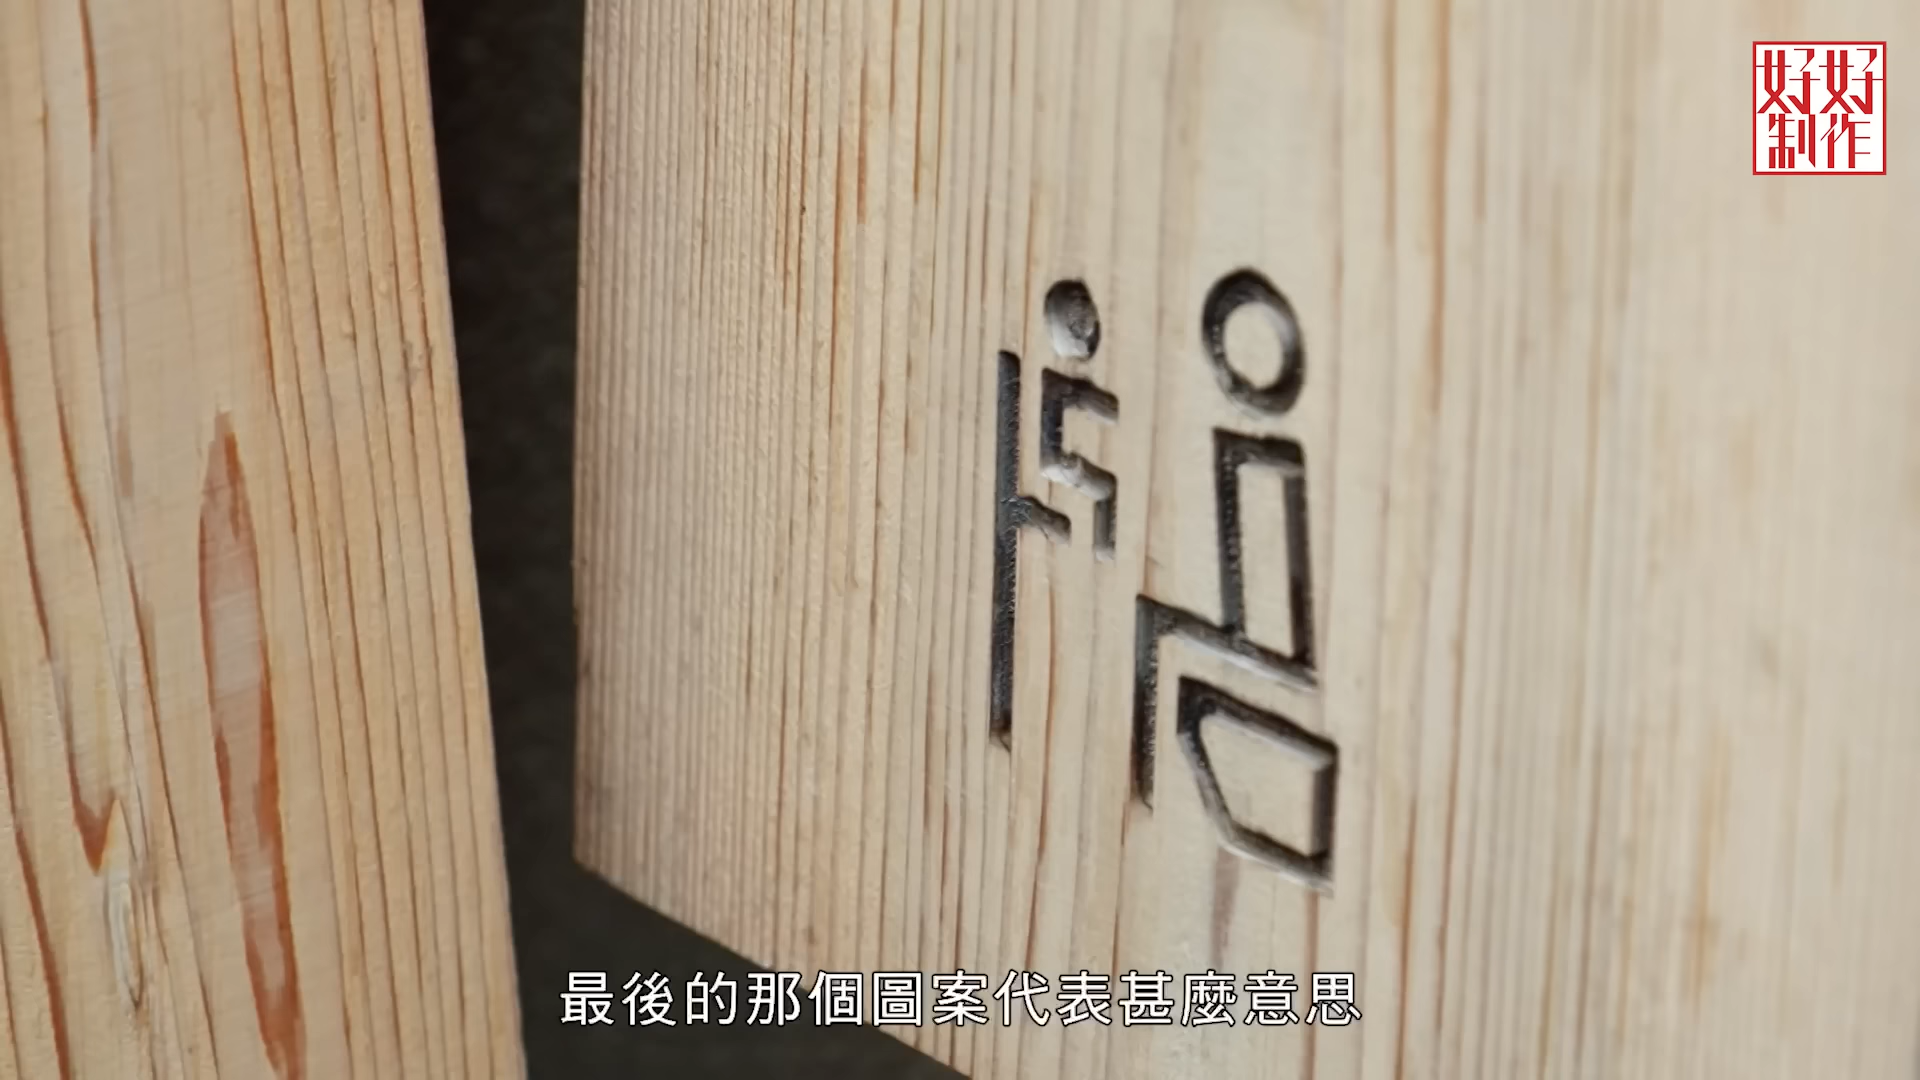 好好
制作
最後的那個圖案代表甚麼意思